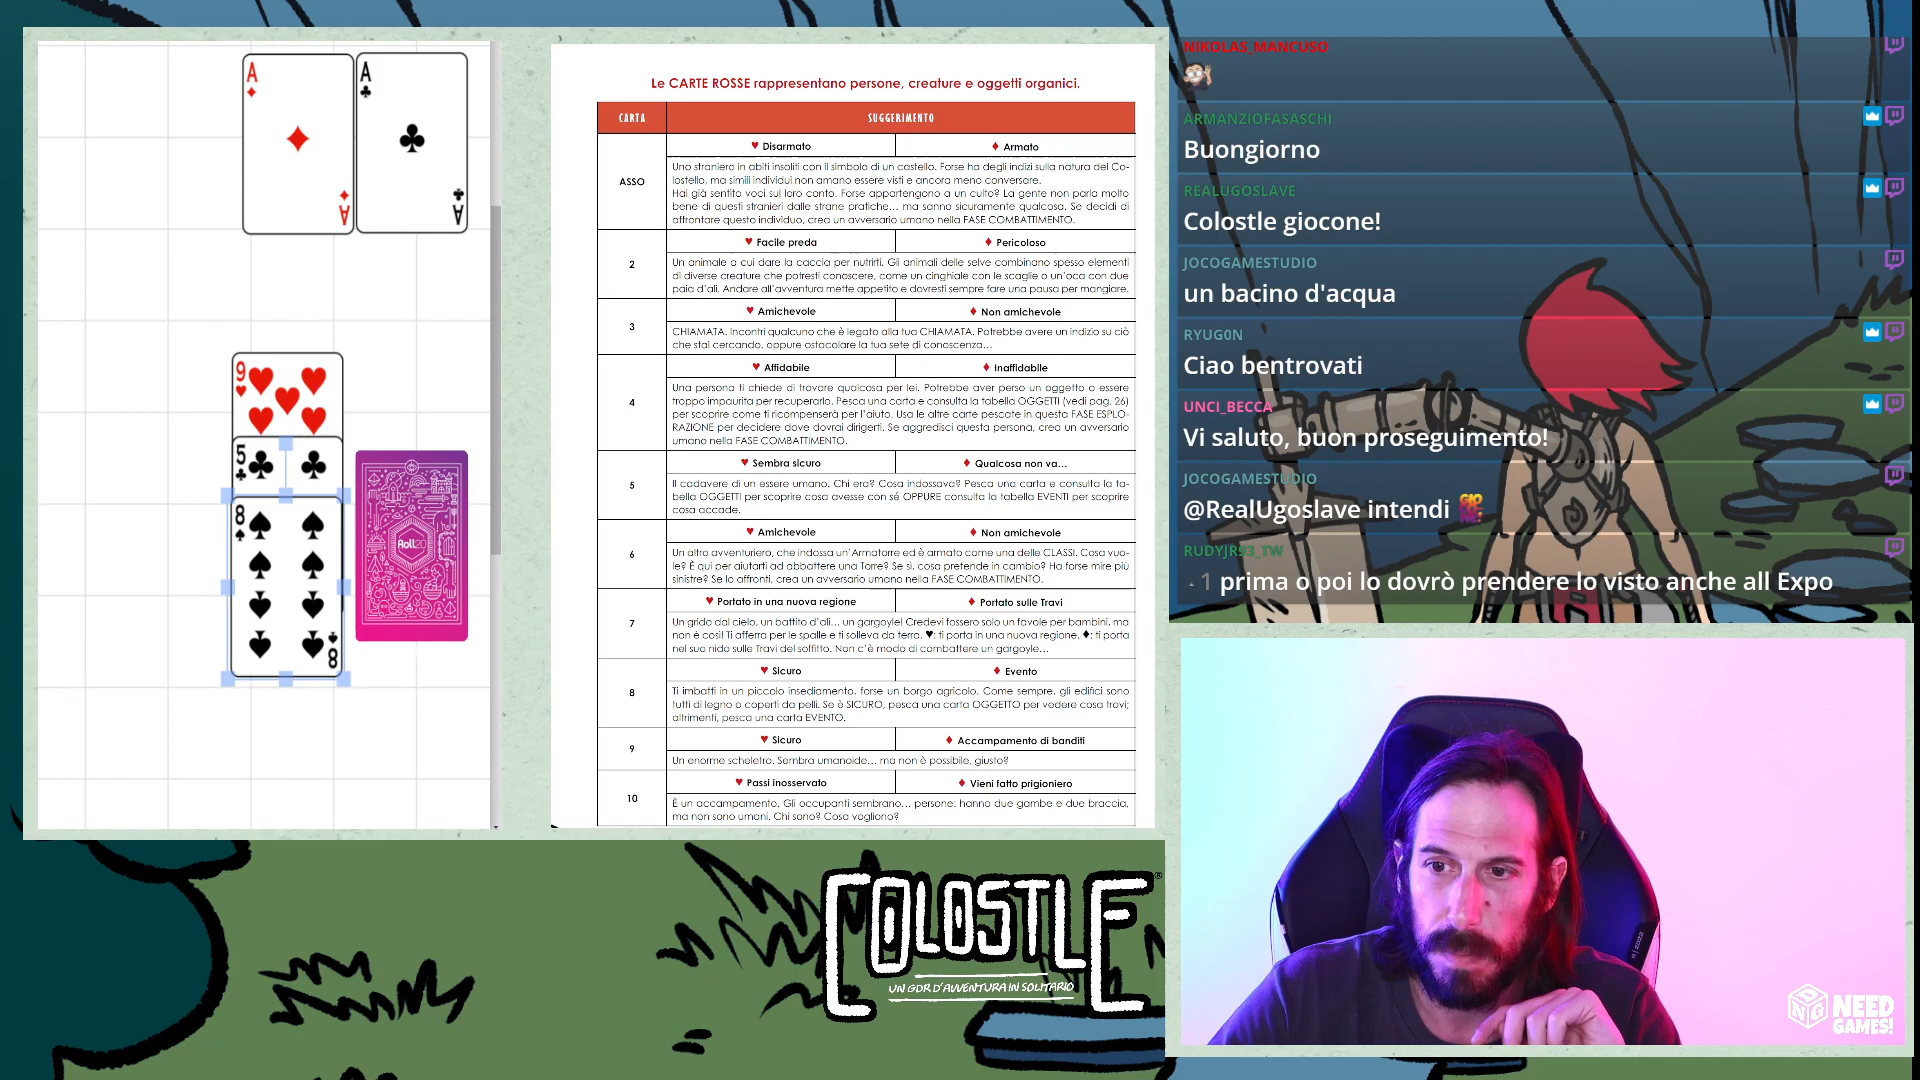 A
A
A
A
9
5
8
8
Roll20
Le CARTE ROSSE rappresentano persone, creature e oggetti organici.
CARTA
SUGGERIMENTO
ASSO
♥ Disarmato
♦ Armato
Uno straniero in abiti insoliti con il simbolo di un castello. Forse ha degli indizi sulla natura del Co-
lostello, ma simili individui non amano essere visti e ancora meno conversare.
Hai già sentito voci sul loro conto. Forse appartengono a un culto? La gente non parla molto
bene di questi stranieri dalle strane pratiche... ma sanno sicuramente qualcosa. Se decidi di
affrontare questo individuo, crea un avversario umano nella FASE COMBATTIMENTO.
2
♥ Facile preda
♦ Pericoloso
Un animale a cui dare la caccia per nutrirti. Gli animali delle selve combinano spesso elementi
di diverse creature che potresti conoscere, come un cinghiale con le scaglie o un'oca con due
paia d'ali. Andare all'avventura mette appetito e dovresti sempre fare una pausa per mangiare.
3
♥ Amichevole
♦ Non amichevole
CHIAMATA. Incontri qualcuno che è legato alla tua CHIAMATA. Potrebbe avere un indizio su ciò
che stai cercando, oppure ostacolare la tua sete di conoscenza...
4
♥ Affidabile
♦ Inaffidabile
Una persona ti chiede di trovare qualcosa per lei. Potrebbe aver perso un oggetto o essere
troppo impaurita per recuperarlo. Pesca una carta e consulta la tabella OGGETTI (vedi pag. 26)
per scoprire come ti ricompenserà per l'aiuto. Usa le altre carte pescate in questa FASE ESPLO-
RAZIONE per decidere dove dovrai dirigerti. Se aggredisci questa persona, crea un avversario
umano nella FASE COMBATTIMENTO.
5
♥ Sembra sicuro
♦ Qualcosa non va...
Il cadavere di un essere umano. Chi era? Cosa indossava? Pesca una carta e consulta la ta-
bella OGGETTI per scoprire cosa avesse con sé OPPURE consulta la tabella EVENTI per scoprire
cosa accade.
6
♥ Amichevole
♦ Non amichevole
Un altro avventuriero, che indossa un'Armatorre ed è armato come una delle CLASSI. Cosa vuo-
le? È qui per aiutarti ad abbattere una Torre? Se sì, cosa pretende in cambio? Ha forse mire più
sinistre? Se lo affronti, crea un avversario umano nella FASE COMBATTIMENTO.
7
♥ Portato in una nuova regione
♦ Portato sulle Travi
Un grido dal cielo, un battito d'ali... un gargoyle! Credevi fossero solo un favole per bambini, ma
non è così! Ti afferra per le spalle e ti solleva da terra. ♥: ti porta in una nuova regione. ♦: ti porta
nel suo nido sulle Travi del soffitto. Non c'è modo di combattere un gargoyle...
8
♥ Sicuro
♦ Evento
Ti imbatti in un piccolo insediamento, forse un borgo agricolo. Come sempre, gli edifici sono
tutti di legno o coperti da pelli. Se è SICURO, pesca una carta OGGETTO per vedere cosa trovi;
altrimenti, pesca una carta EVENTO.
9
♥ Sicuro
♦ Accampamento di banditi
Un enorme scheletro. Sembra umanoide... ma non è possibile, giusto?
10
♥ Passi inosservato
♦ Vieni fatto prigioniero
È un accampamento. Gli occupanti sembrano... persone: hanno due gambe e due braccia,
ma non sono umani. Chi sono? Cosa vogliono?
NIKOLAS_MANCUSO
ARMANZIOFASASCHI
Buongiorno
REALUGOSLAVE
Colostle giocone!
JOCOGAMESTUDIO
un bacino d'acqua
RYUG0N
Ciao bentrovati
UNCI_BECCA
Vi saluto, buon proseguimento!
JOCOGAMESTUDIO
@RealUgoslave intendi
RUDYJR93_TW
1 prima o poi lo dovrò prendere lo visto anche all Expo
COLOSTLE
UN GDR D'AVVENTURA IN SOLITARIO
NEED
GAMES!